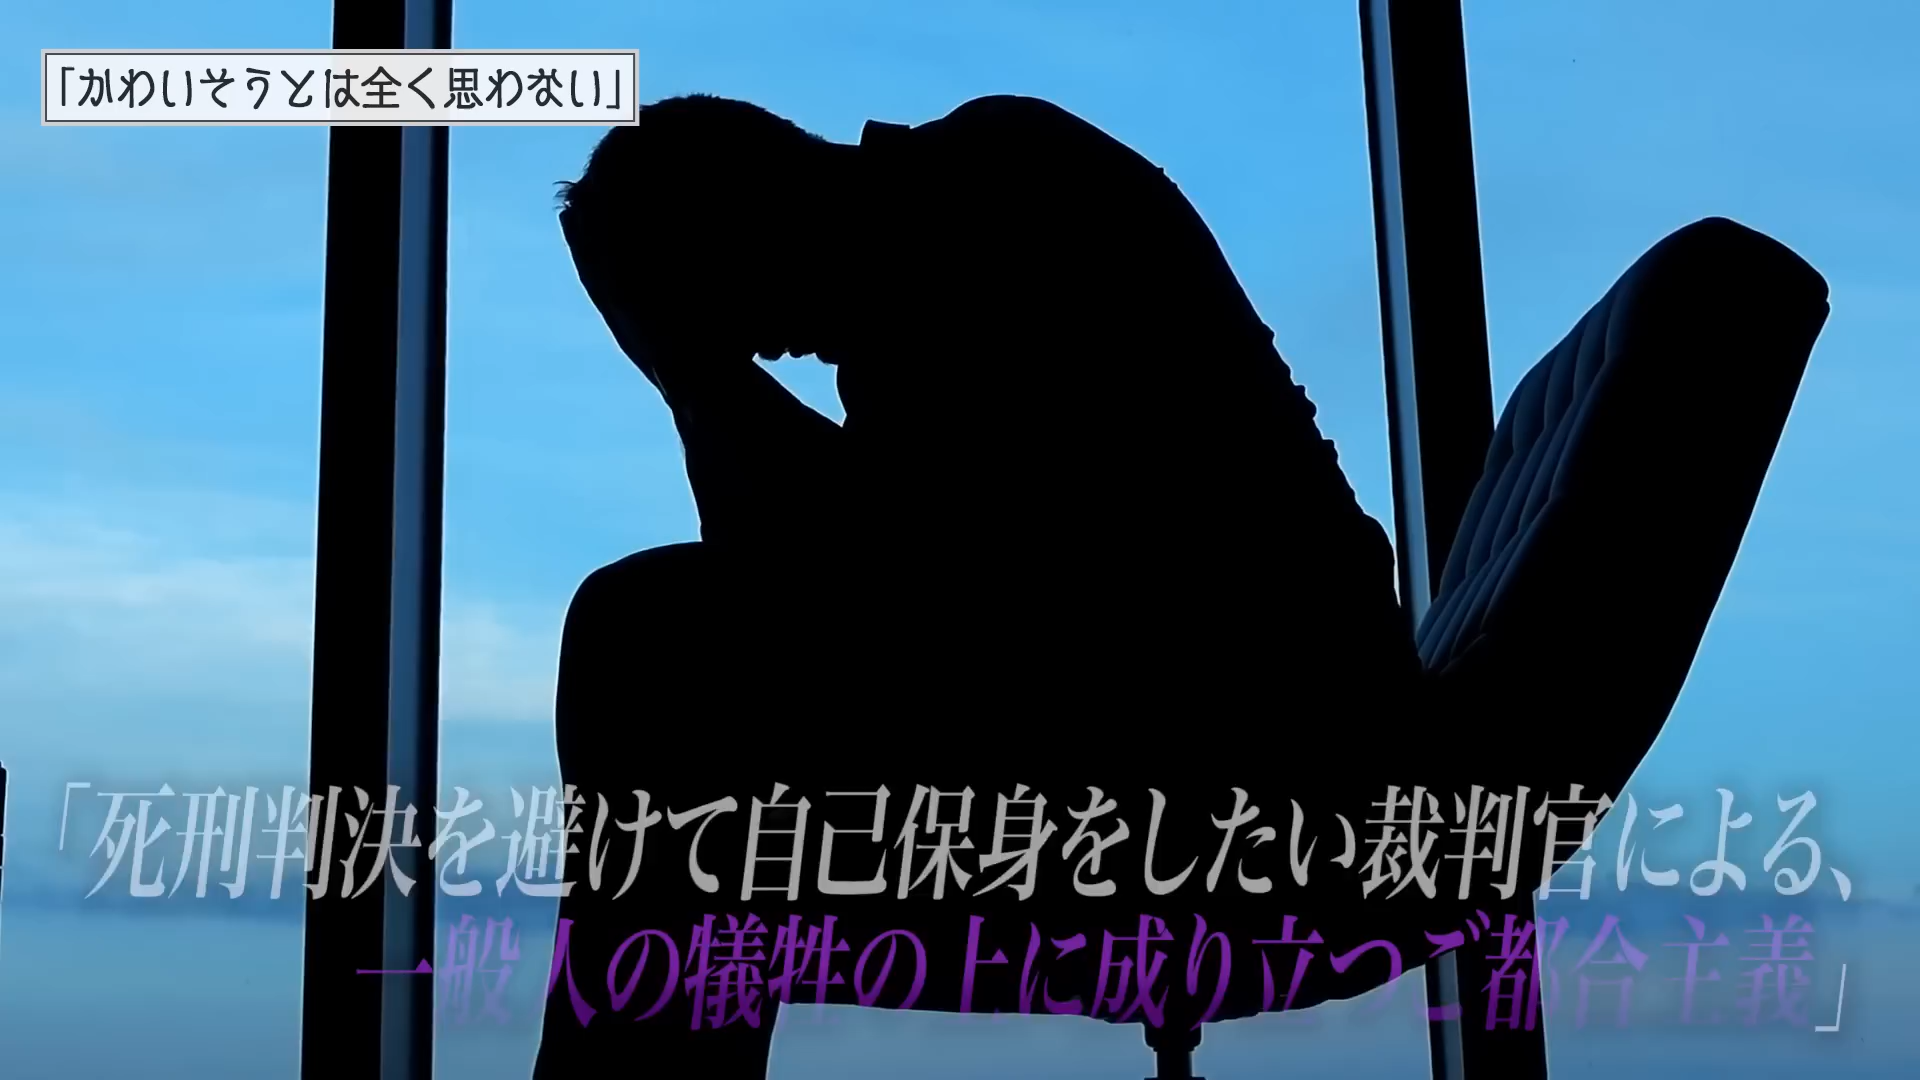 「かわいそうとは全く思わない」
「死刑判決を避けて自己保身をしたい裁判官による、
一般人の犠牲の上に成り立つご都合主義」